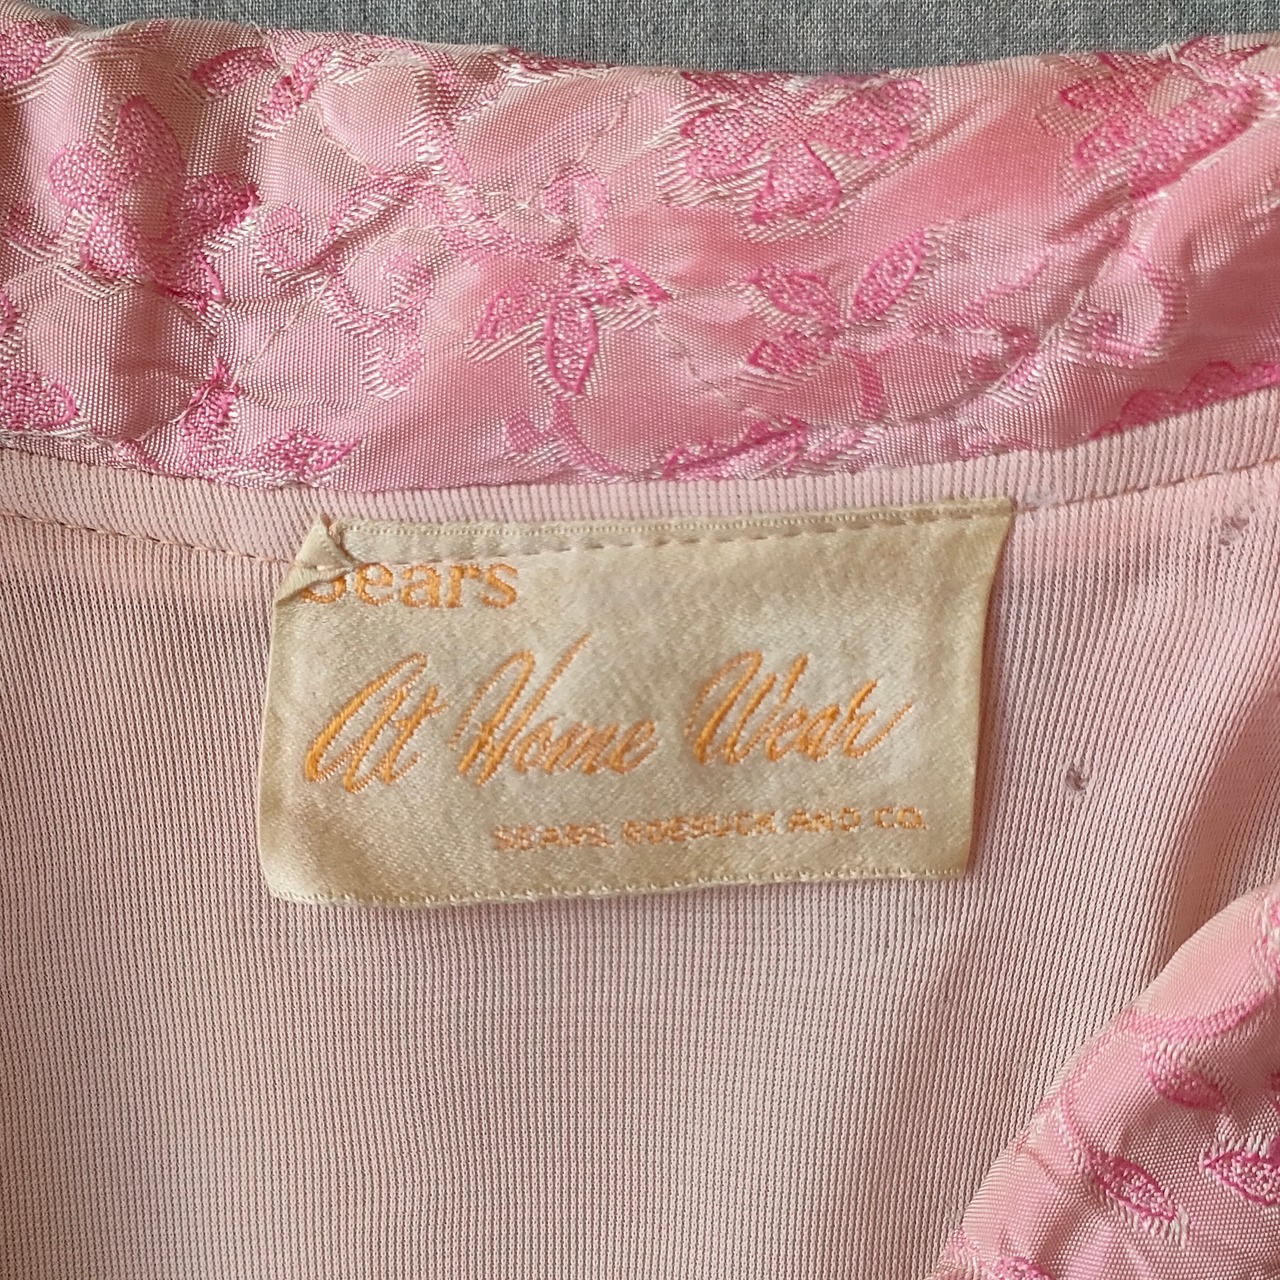 Sears
At Home Wear
SEARS, ROEBUCK AND CO.